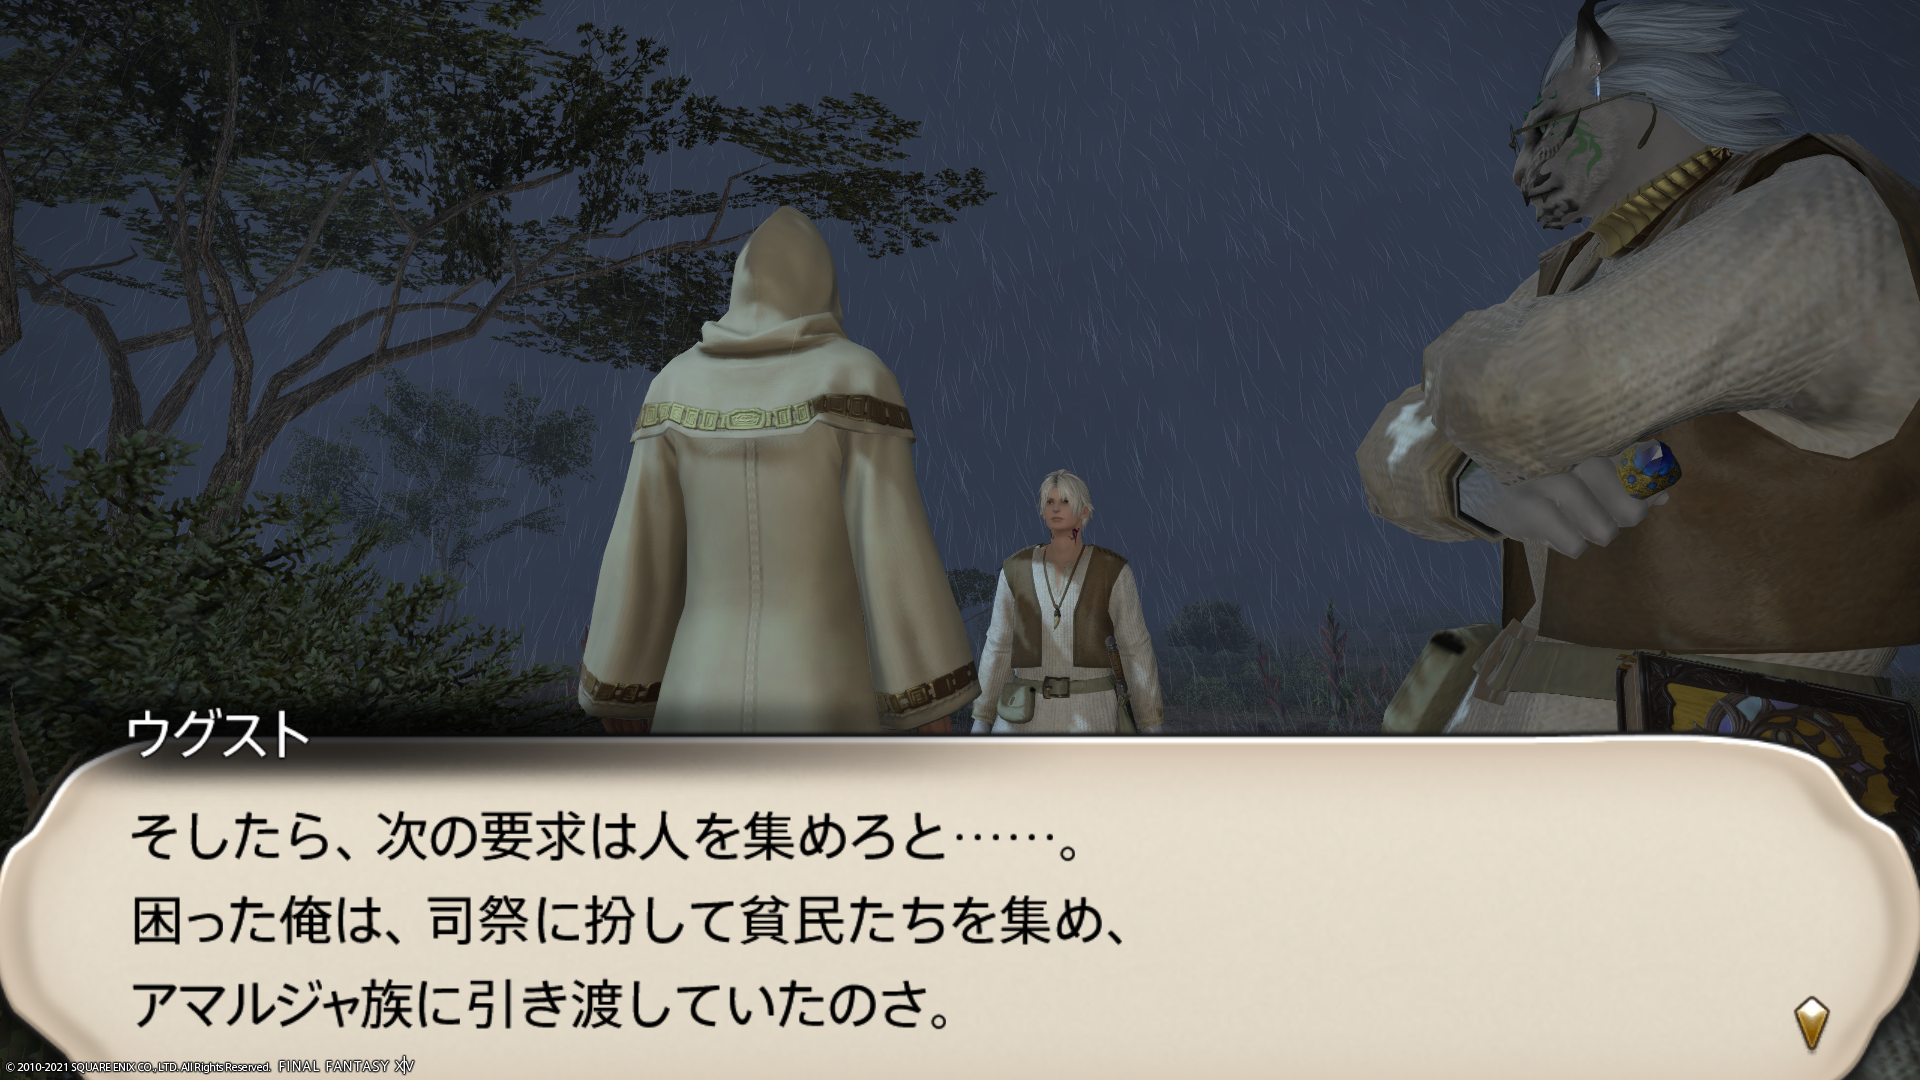 ウグスト
そしたら、次の要求は人を集めろと……。
困った俺は、司祭に扮して貧民たちを集め、
アマルジャ族に引き渡していたのさ。
© 2010-2021 SQUARE ENIX CO., LTD. All Rights Reserved. FINAL FANTASY XIV